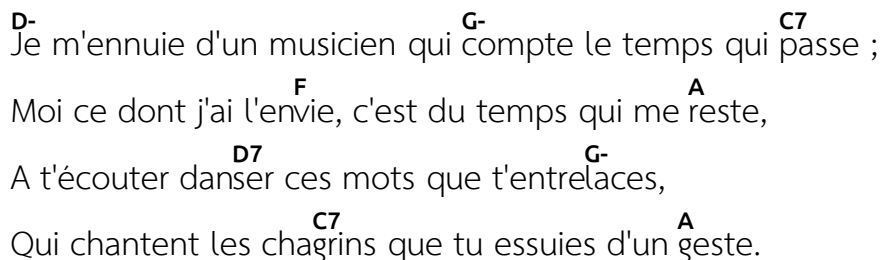 D- G- C7
Je m'ennuie d'un musicien qui compte le temps qui passe ;
F A
Moi ce dont j'ai l'envie, c'est du temps qui me reste,
D7 G-
A t'écouter danser ces mots que t'entrelaces,
C7 A
Qui chantent les chagrins que tu essuies d'un geste.